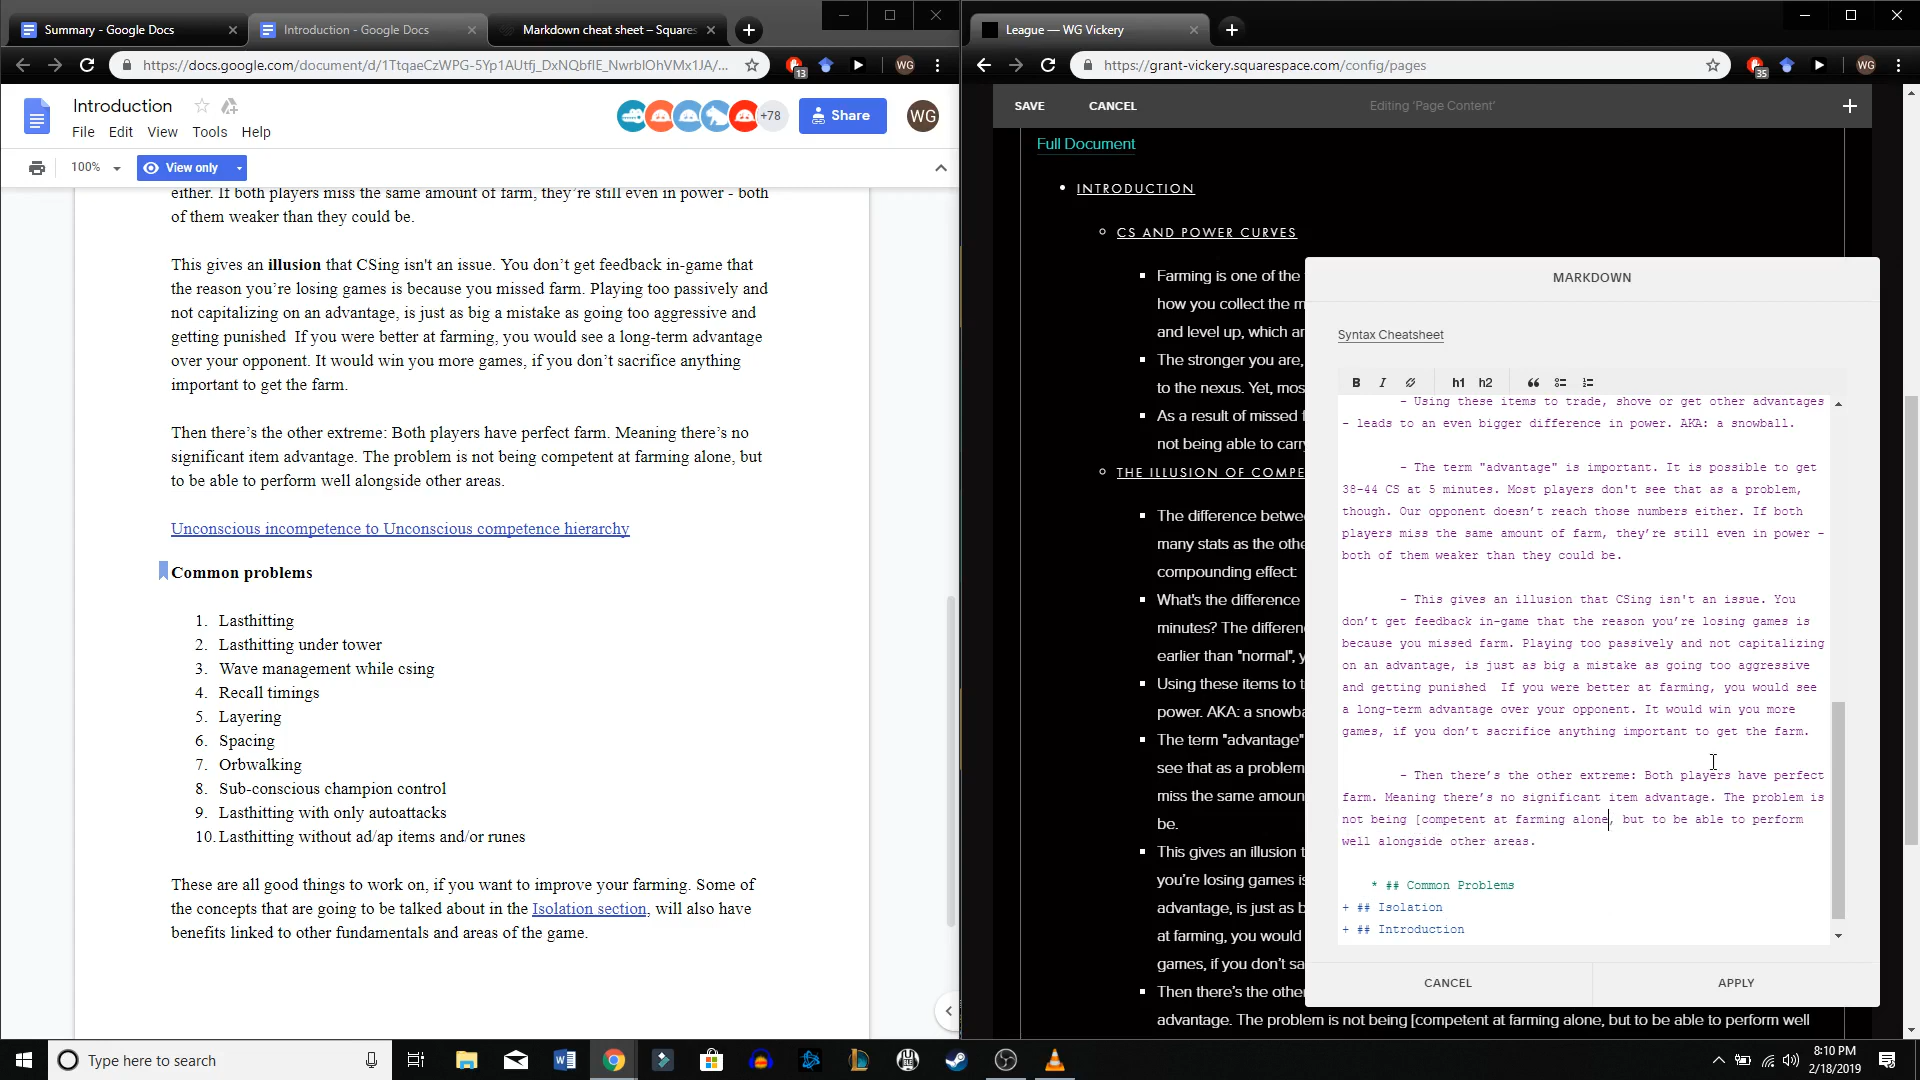 Summary - Google Docs
Introduction - Google Docs
Markdown cheat sheet – Squares
https://docs.google.com/document/d/1TtqaeCzWPG-5Yp1AUtfj_DxNQbflE_NwrblOhVMx1JA/...
13
WG
Introduction
File Edit View Tools Help
+78
Share
WG
100%
View only
either. If both players miss the same amount of farm, they’re still even in power - both
of them weaker than they could be.
This gives an illusion that CSing isn't an issue. You don’t get feedback in-game that
the reason you’re losing games is because you missed farm. Playing too passively and
not capitalizing on an advantage, is just as big a mistake as going too aggressive and
getting punished  If you were better at farming, you would see a long-term advantage
over your opponent. It would win you more games, if you don’t sacrifice anything
important to get the farm.
Then there’s the other extreme: Both players have perfect farm. Meaning there’s no
significant item advantage. The problem is not being competent at farming alone, but
to be able to perform well alongside other areas.
Unconscious incompetence to Unconscious competence hierarchy
Common problems
1. Lasthitting
2. Lasthitting under tower
3. Wave management while csing
4. Recall timings
5. Layering
6. Spacing
7. Orbwalking
8. Sub-conscious champion control
9. Lasthitting with only autoattacks
10. Lasthitting without ad/ap items and/or runes
These are all good things to work on, if you want to improve your farming. Some of
the concepts that are going to be talked about in the Isolation section, will also have
benefits linked to other fundamentals and areas of the game.
League — WG Vickery
https://grant-vickery.squarespace.com/config/pages
35
WG
SAVE CANCEL Editing 'Page Content'
Full Document
INTRODUCTION
CS AND POWER CURVES
Farming is one of the
how you collect the m
and level up, which ar
The stronger you are,
to the nexus. Yet, mos
As a result of missed f
not being able to carry
THE ILLUSION OF COMPE
The difference betwee
many stats as the othe
compounding effect:
What's the difference
minutes? The differen
earlier than "normal", y
Using these items to t
power. AKA: a snowba
The term "advantage"
see that as a problem
miss the same amoun
be.
This gives an illusion t
you’re losing games is
advantage, is just as b
at farming, you would
games, if you don’t sa
Then there’s the other
advantage. The problem is not being [competent at farming alone, but to be able to perform well
MARKDOWN
Syntax Cheatsheet
B I h1 h2
- Using these items to trade, shove or get other advantages
- leads to an even bigger difference in power. AKA: a snowball.
- The term "advantage" is important. It is possible to get
38-44 CS at 5 minutes. Most players don't see that as a problem,
though. Our opponent doesn’t reach those numbers either. If both
players miss the same amount of farm, they’re still even in power -
both of them weaker than they could be.
- This gives an illusion that CSing isn't an issue. You
don’t get feedback in-game that the reason you’re losing games is
because you missed farm. Playing too passively and not capitalizing
on an advantage, is just as big a mistake as going too aggressive
and getting punished  If you were better at farming, you would see
a long-term advantage over your opponent. It would win you more
games, if you don’t sacrifice anything important to get the farm.
- Then there’s the other extreme: Both players have perfect
farm. Meaning there’s no significant item advantage. The problem is
not being [competent at farming alone, but to be able to perform
well alongside other areas.
* ## Common Problems
+ ## Isolation
+ ## Introduction
CANCEL APPLY
Type here to search
8:10 PM
2/18/2019